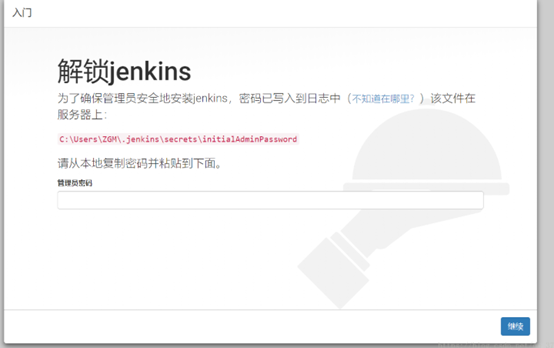 入门
解锁jenkins
为了确保管理员安全地安装jenkins，密码已写入到日志中（不知道在哪里？）该文件在
服务器上：
C:\Users\ZGM\.jenkins\secrets\initialAdminPassword
请从本地复制密码并粘贴到下面。
管理员密码
继续